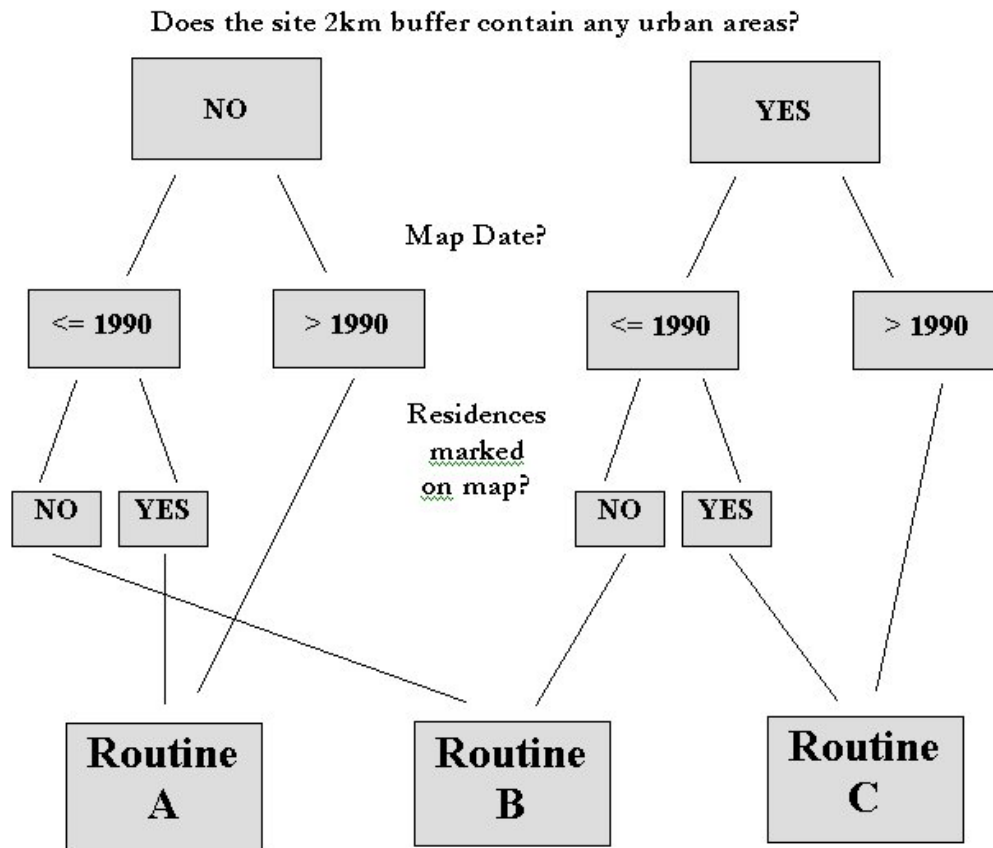 Does the site 2km buffer contain any urban areas?
NO
YES
Map Date?
<= 1990
> 1990
<= 1990
> 1990
Residences
marked
on map?
NO
YES
NO
YES
Routine
A
Routine
B
Routine
C